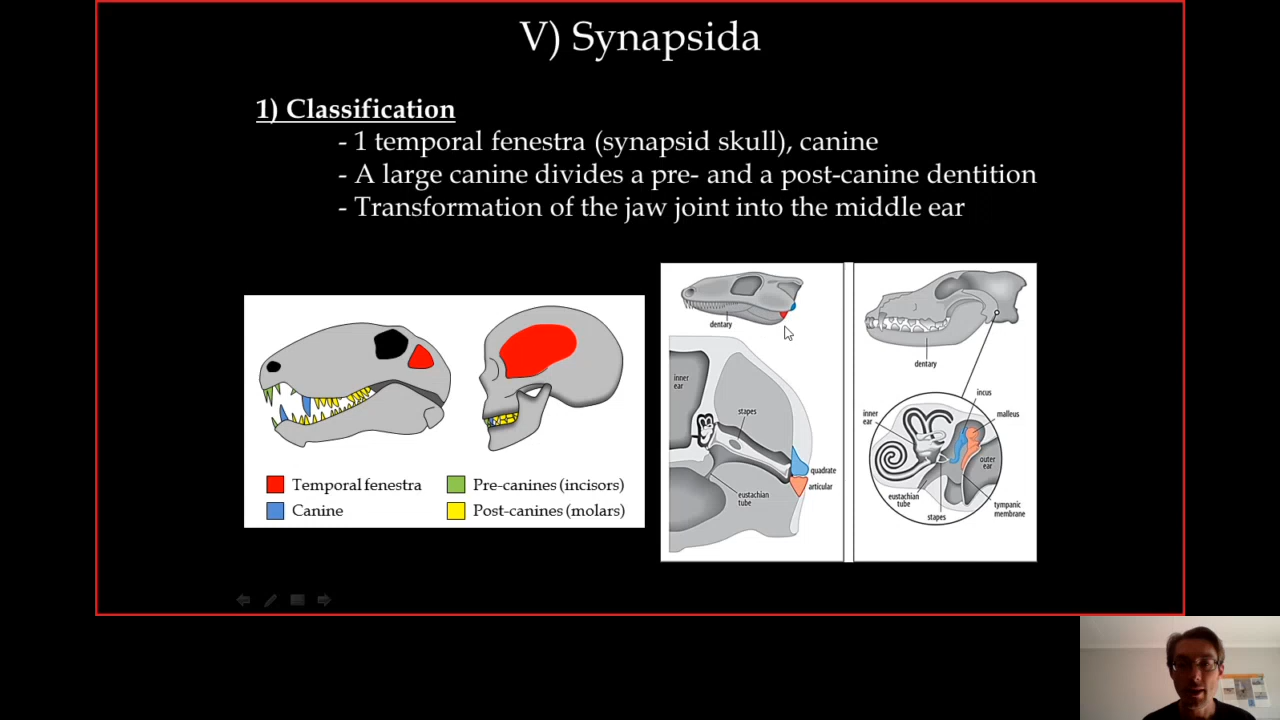 V) Synapsida
1) Classification
- 1 temporal fenestra (synapsid skull), canine
- A large canine divides a pre- and a post-canine dentition
- Transformation of the jaw joint into the middle ear
Temporal fenestra
Canine
Pre-canines (incisors)
Post-canines (molars)
dentary
inner
ear
stapes
quadrate
articular
eustachian
tube
dentary
incus
malleus
inner
ear
outer
ear
eustachian
tube
stapes
tympanic
membrane